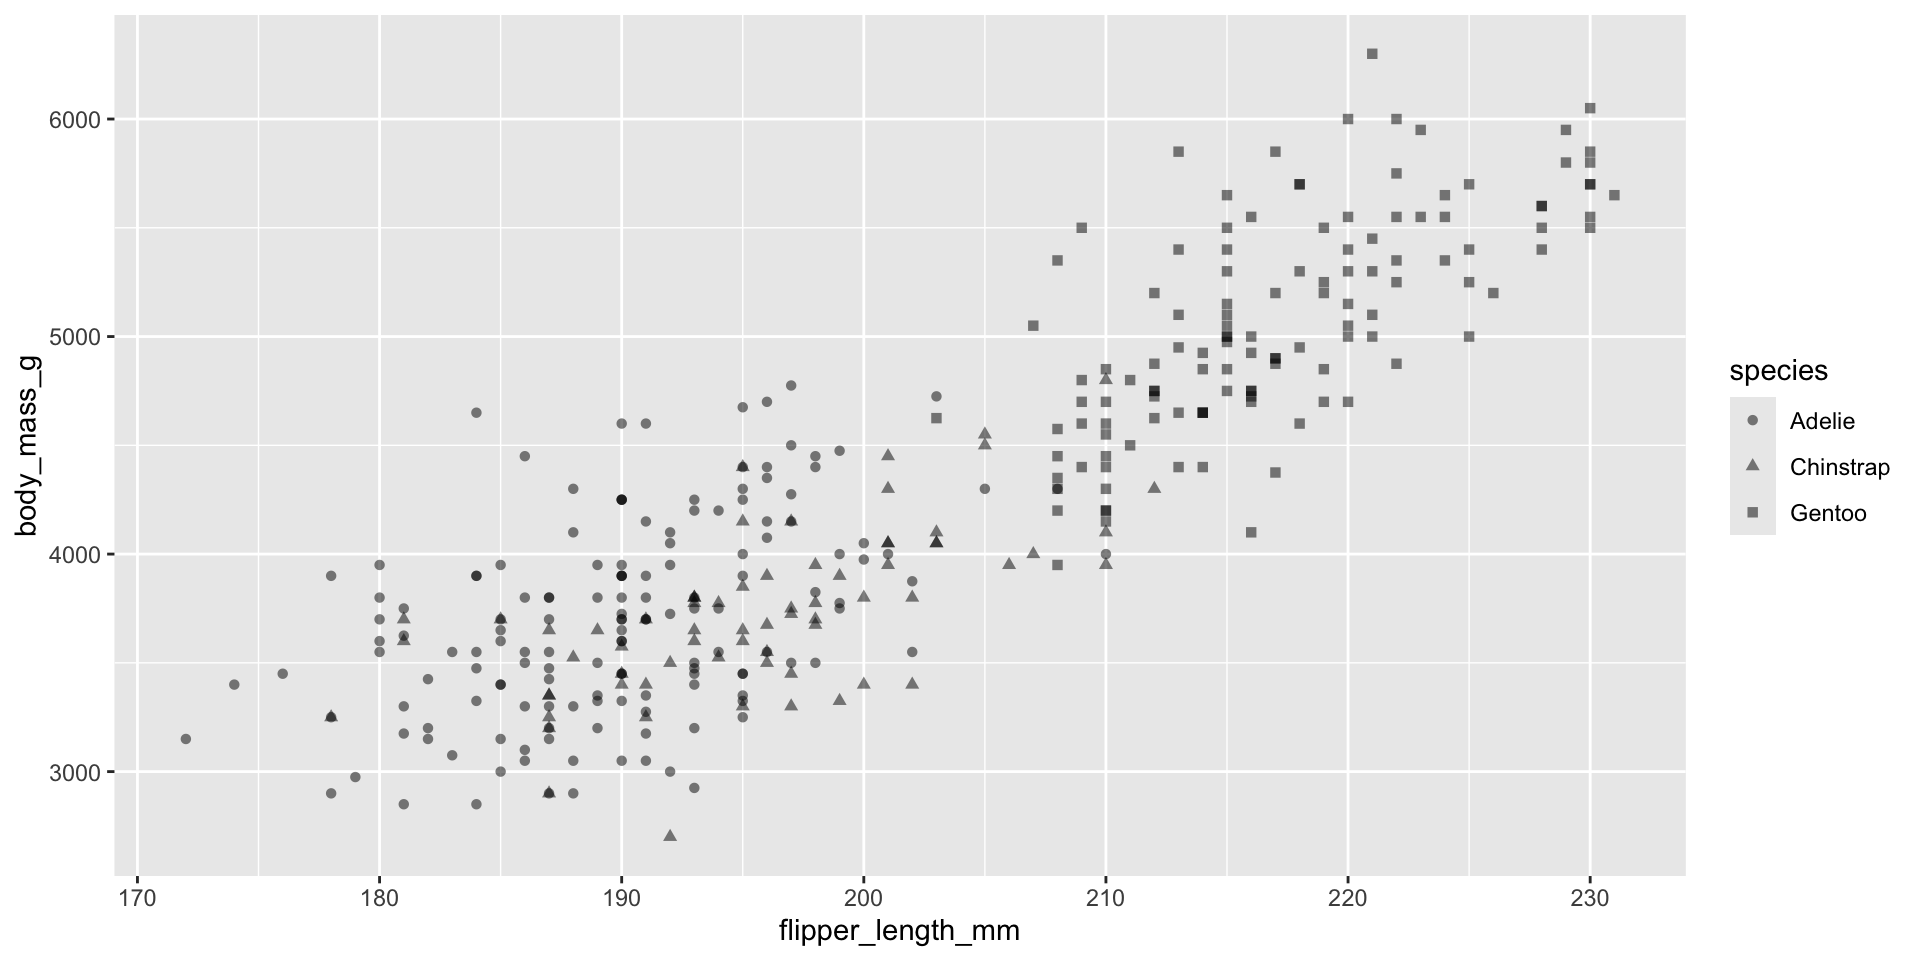 6000
5000
4000
3000
body_mass_g
170 180 190 200 210 220 230
flipper_length_mm
species
Adelie
Chinstrap
Gentoo